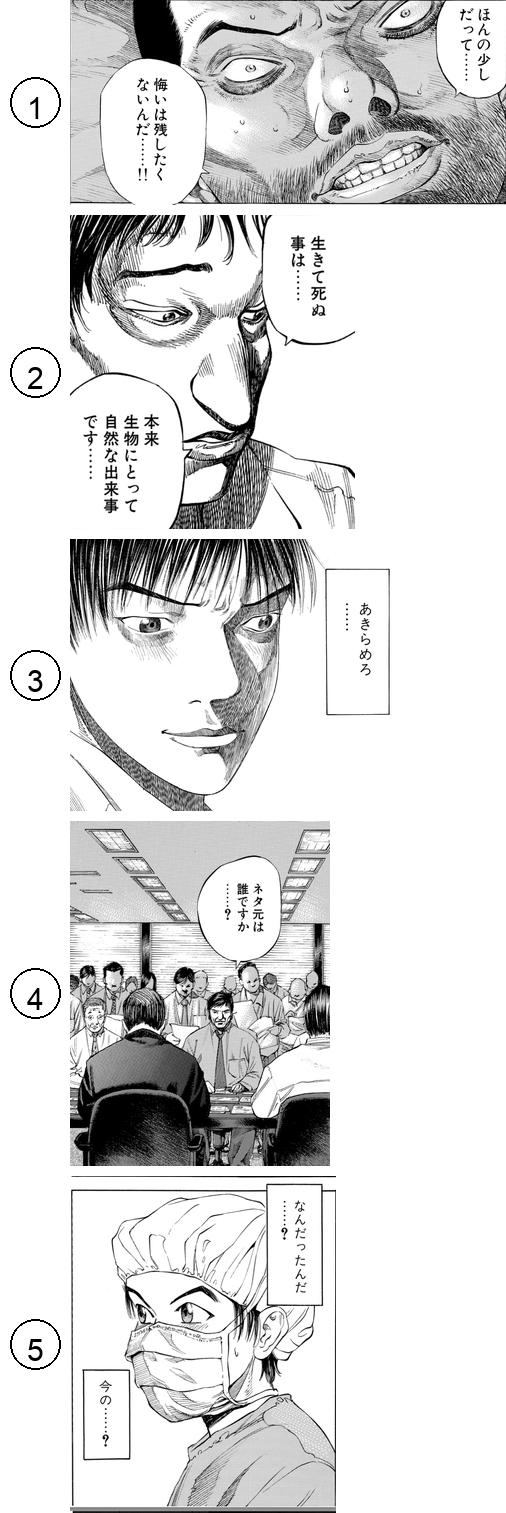 1
ほんの少し
だって……
悔いは残したく
ないんだ……!!
2
生きて死ぬ
事は……
本来
生物にとって
自然な出来事
です……
3
あきらめろ
……
4
ネタ元は
誰ですか
……?
5
なんだったんだ
……?
今の……?